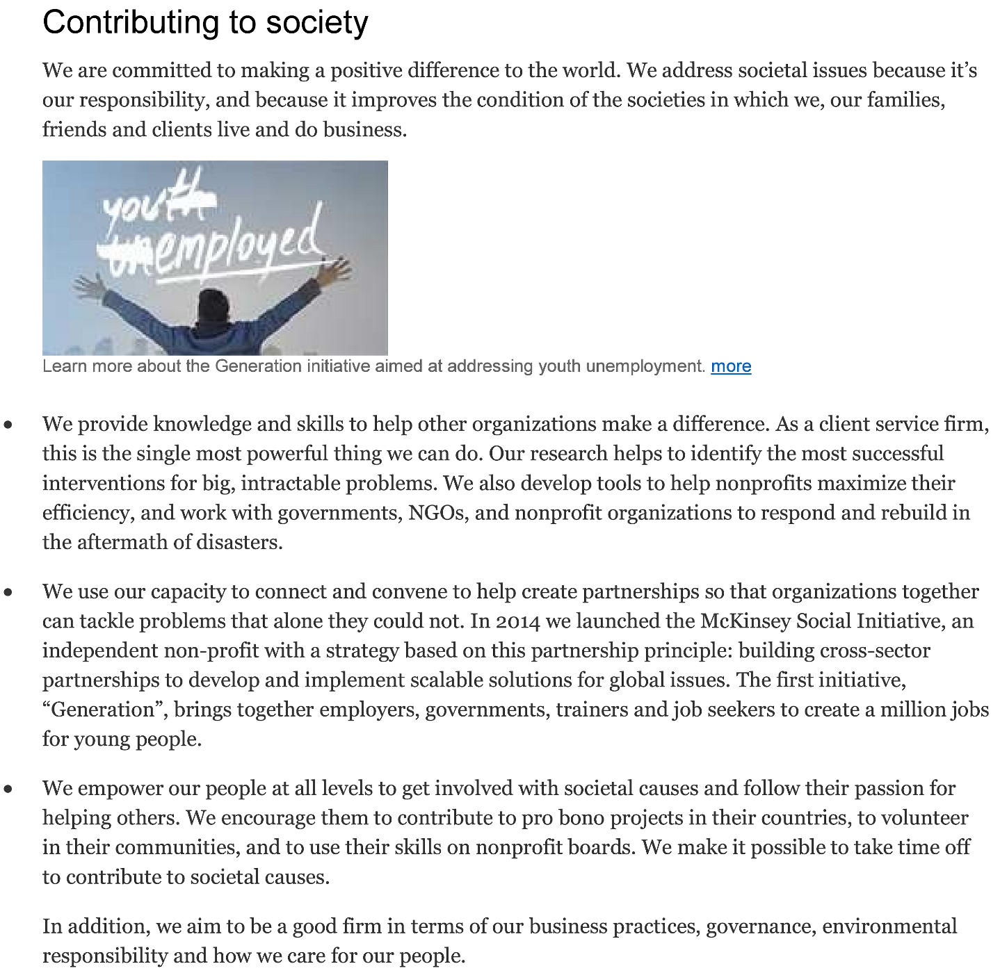 Contributing to society
We are committed to making a positive difference to the world. We address societal issues because it’s
our responsibility, and because it improves the condition of the societies in which we, our families,
friends and clients live and do business.
youth
unemployed
Learn more about the Generation initiative aimed at addressing youth unemployment. more
• We provide knowledge and skills to help other organizations make a difference. As a client service firm,
this is the single most powerful thing we can do. Our research helps to identify the most successful
interventions for big, intractable problems. We also develop tools to help nonprofits maximize their
efficiency, and work with governments, NGOs, and nonprofit organizations to respond and rebuild in
the aftermath of disasters.
• We use our capacity to connect and convene to help create partnerships so that organizations together
can tackle problems that alone they could not. In 2014 we launched the McKinsey Social Initiative, an
independent non-profit with a strategy based on this partnership principle: building cross-sector
partnerships to develop and implement scalable solutions for global issues. The first initiative,
“Generation”, brings together employers, governments, trainers and job seekers to create a million jobs
for young people.
• We empower our people at all levels to get involved with societal causes and follow their passion for
helping others. We encourage them to contribute to pro bono projects in their countries, to volunteer
in their communities, and to use their skills on nonprofit boards. We make it possible to take time off
to contribute to societal causes.
In addition, we aim to be a good firm in terms of our business practices, governance, environmental
responsibility and how we care for our people.